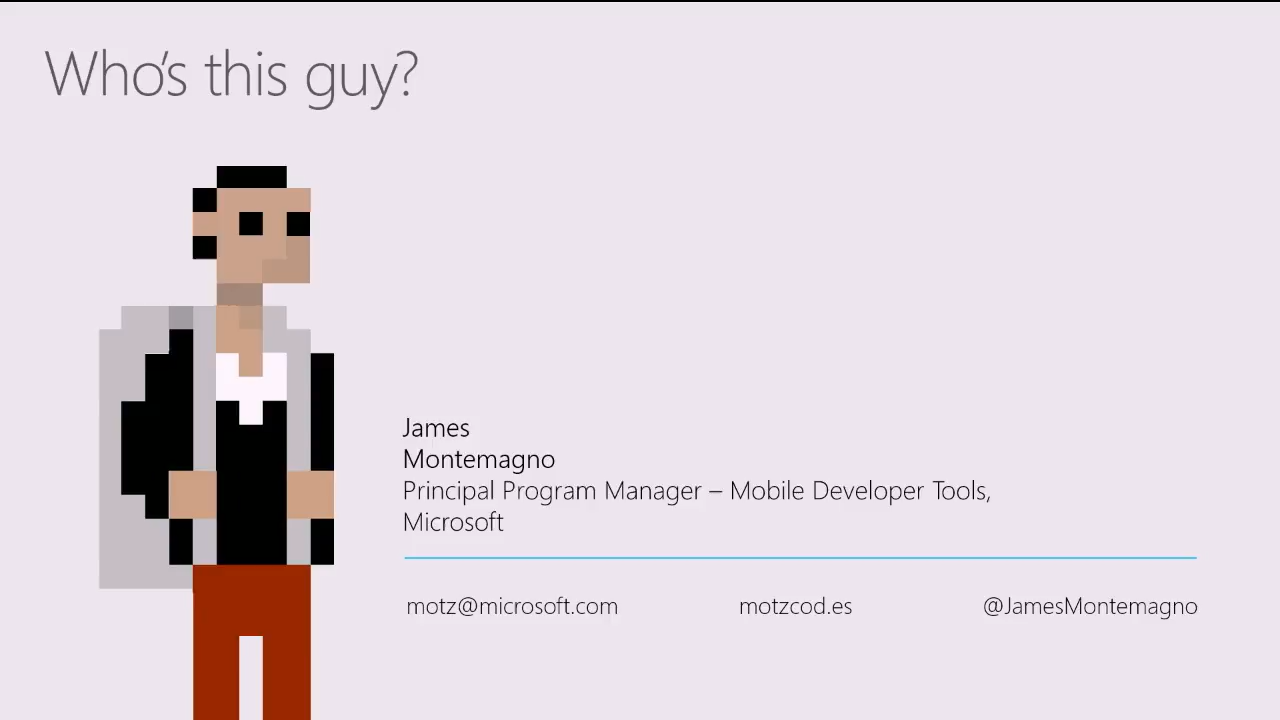 Who's this guy?
James
Montemagno
Principal Program Manager – Mobile Developer Tools,
Microsoft
motz@microsoft.com motzcod.es @JamesMontemagno